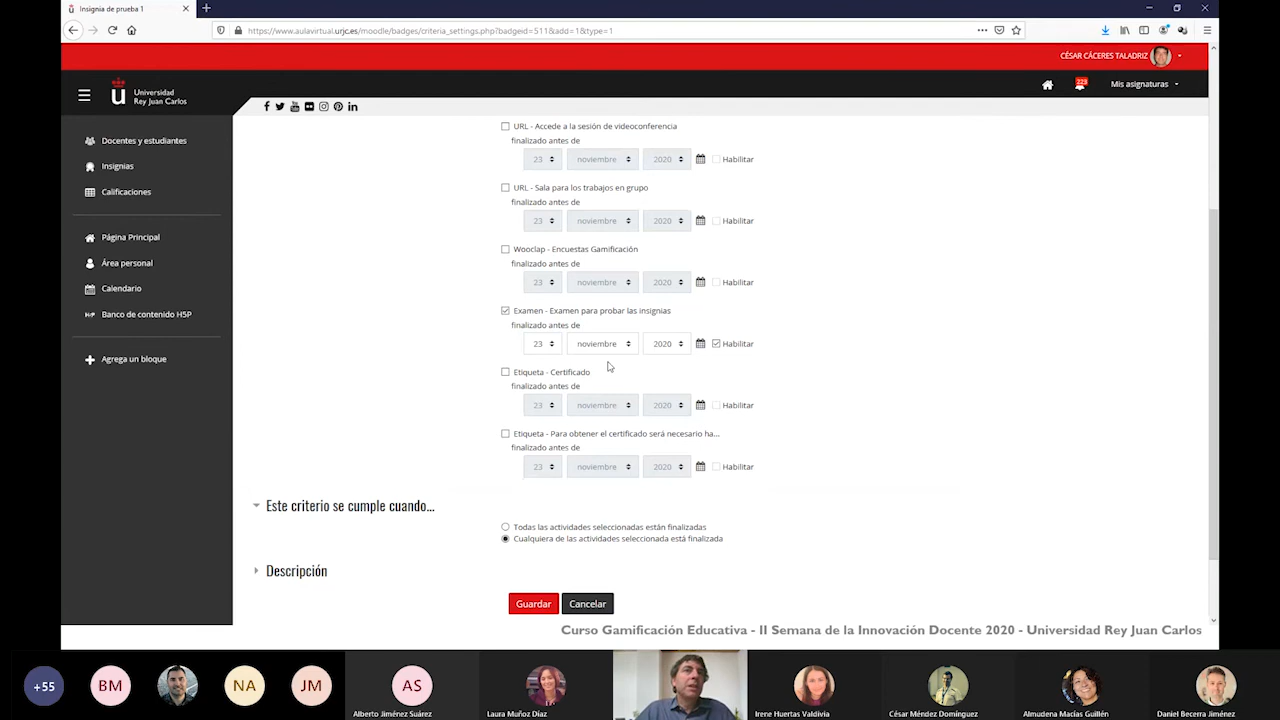 Insignia de prueba 1
https://www.aulavirtual.urjc.es/moodle/badges/criteria_settings.php?badgeid=511&add=1&type=1
CÉSAR CÁCERES TALADRIZ
Universidad
Rey Juan Carlos
223
Mis asignaturas
Docentes y estudiantes
Insignias
Calificaciones
Página Principal
Área personal
Calendario
H5P Banco de contenido H5P
Agrega un bloque
URL - Accede a la sesión de videoconferencia
finalizado antes de
23 noviembre 2020 Habilitar
URL - Sala para los trabajos en grupo
finalizado antes de
23 noviembre 2020 Habilitar
Wooclap - Encuestas Gamificación
finalizado antes de
23 noviembre 2020 Habilitar
Examen - Examen para probar las insignias
finalizado antes de
23 noviembre 2020 Habilitar
Etiqueta - Certificado
finalizado antes de
23 noviembre 2020 Habilitar
Etiqueta - Para obtener el certificado será necesario ha...
finalizado antes de
23 noviembre 2020 Habilitar
Este criterio se cumple cuando...
Todas las actividades seleccionadas están finalizadas
Cualquiera de las actividades seleccionada está finalizada
Descripción
Guardar Cancelar
Curso Gamificación Educativa - II Semana de la Innovación Docente 2020 - Universidad Rey Juan Carlos
+55 BM NA JM AS
Alberto Jiménez Suárez Laura Muñoz Díaz Irene Huertas Valdivia César Méndez Domínguez Almudena Macías Guillén Daniel Becerra Jiménez